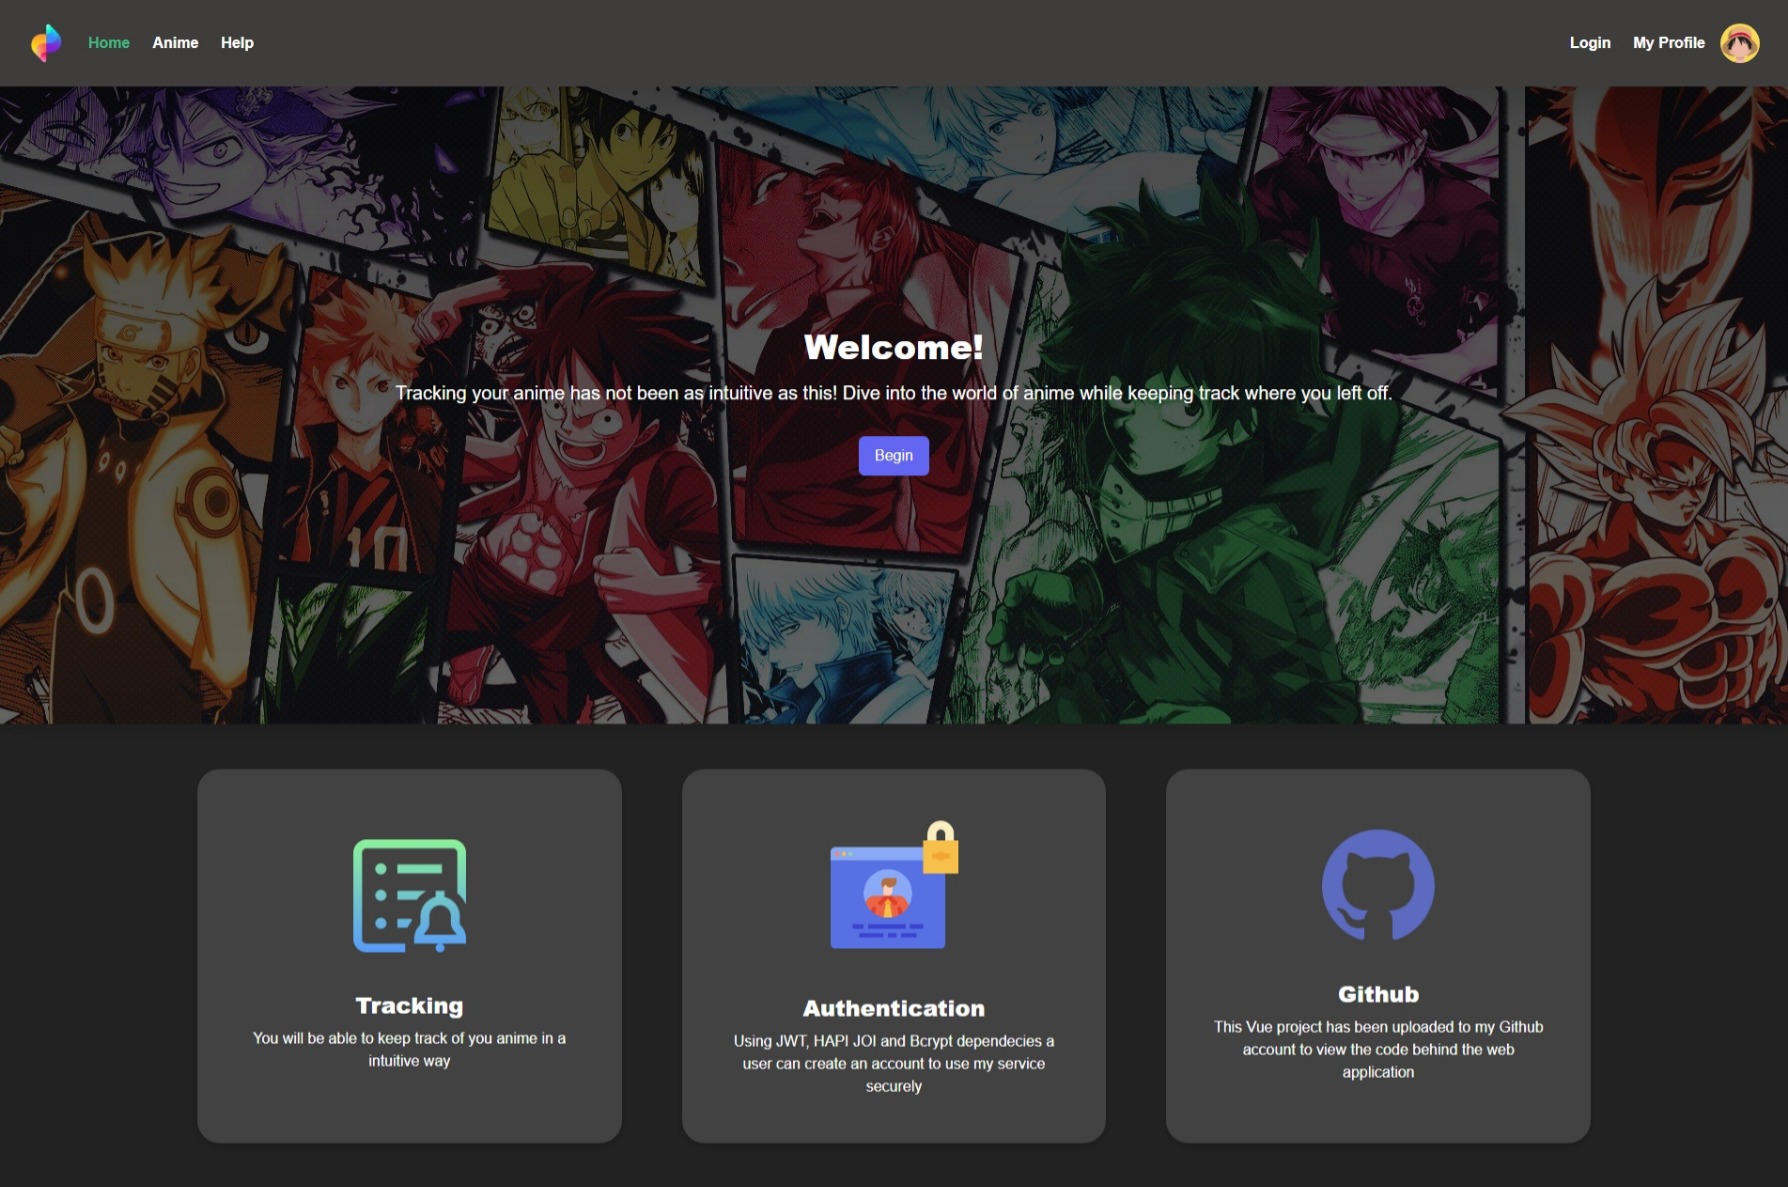 Home Anime Help Login My Profile
Welcome!
Tracking your anime has not been as intuitive as this! Dive into the world of anime while keeping track where you left off.
Begin
10
Tracking
You will be able to keep track of you anime in a
intuitive way
Authentication
Using JWT, HAPI JOI and Bcrypt dependecies a
user can create an account to use my service
securely
Github
This Vue project has been uploaded to my Github
account to view the code behind the web
application